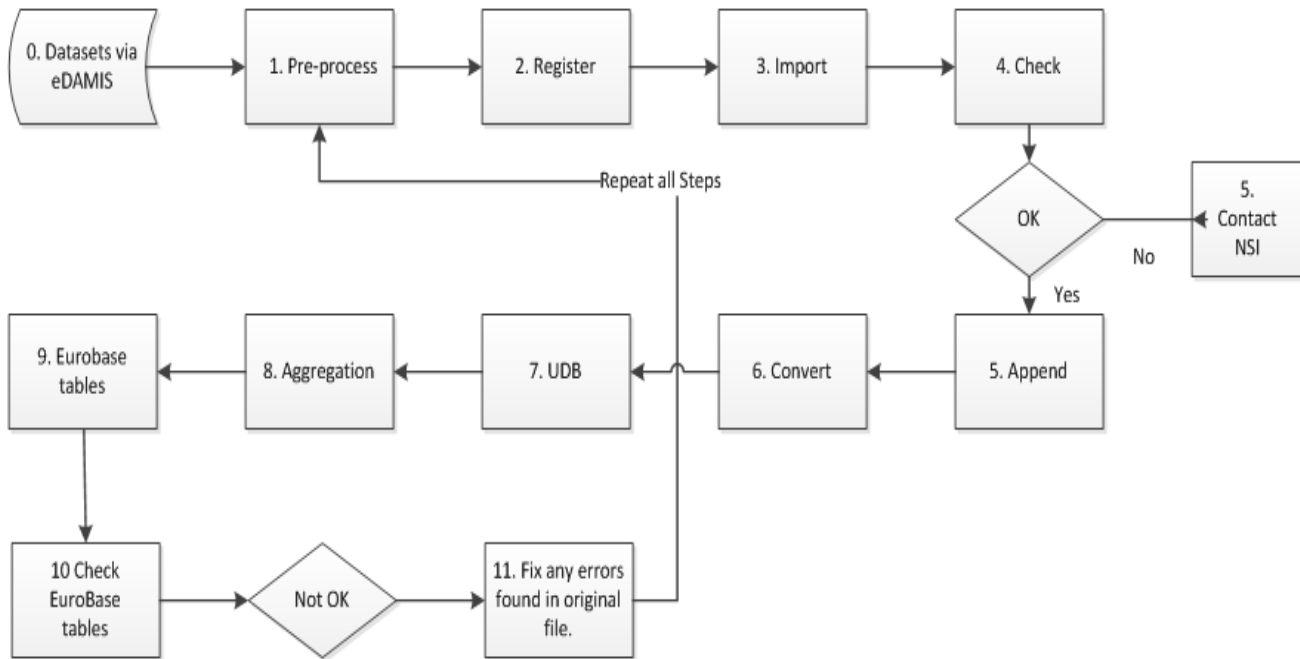 0. Datasets via
eDAMIS
1. Pre-process
2. Register
3. Import
4. Check
Repeat all Steps
OK
5.
Contact
NSI
No
Yes
9. Eurobase
tables
8. Aggregation
7. UDB
6. Convert
5. Append
10 Check
EuroBase
tables
Not OK
11. Fix any errors
found in original
file.